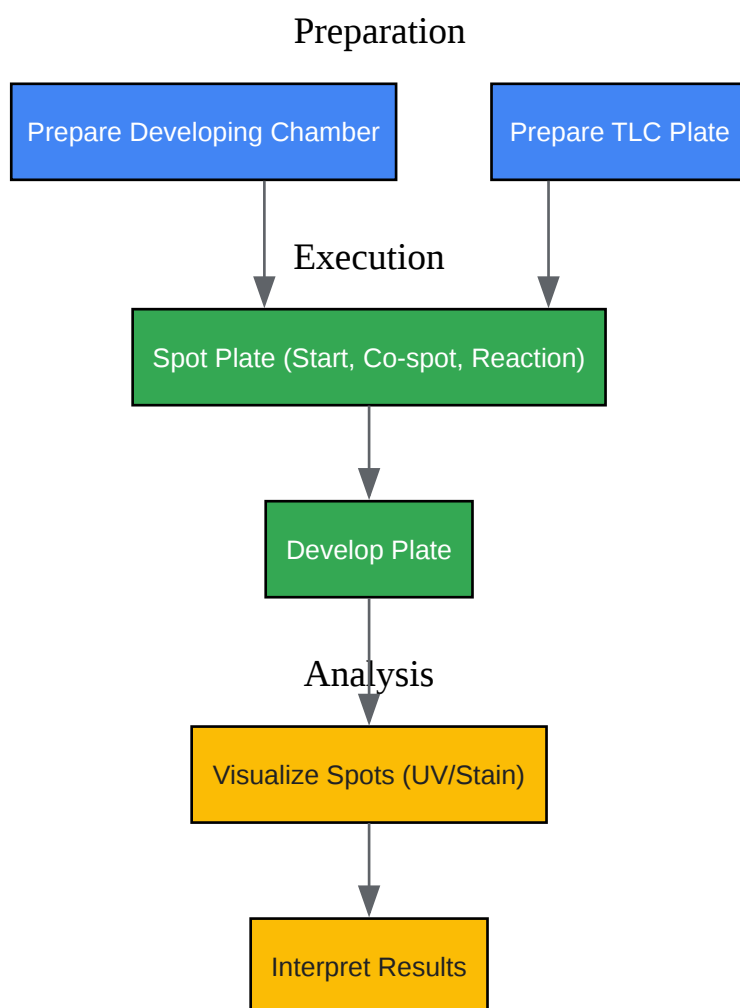 Preparation
Prepare Developing Chamber
Prepare TLC Plate
Execution
Spot Plate (Start, Co-spot, Reaction)
Develop Plate
Analysis
Visualize Spots (UV/Stain)
Interpret Results